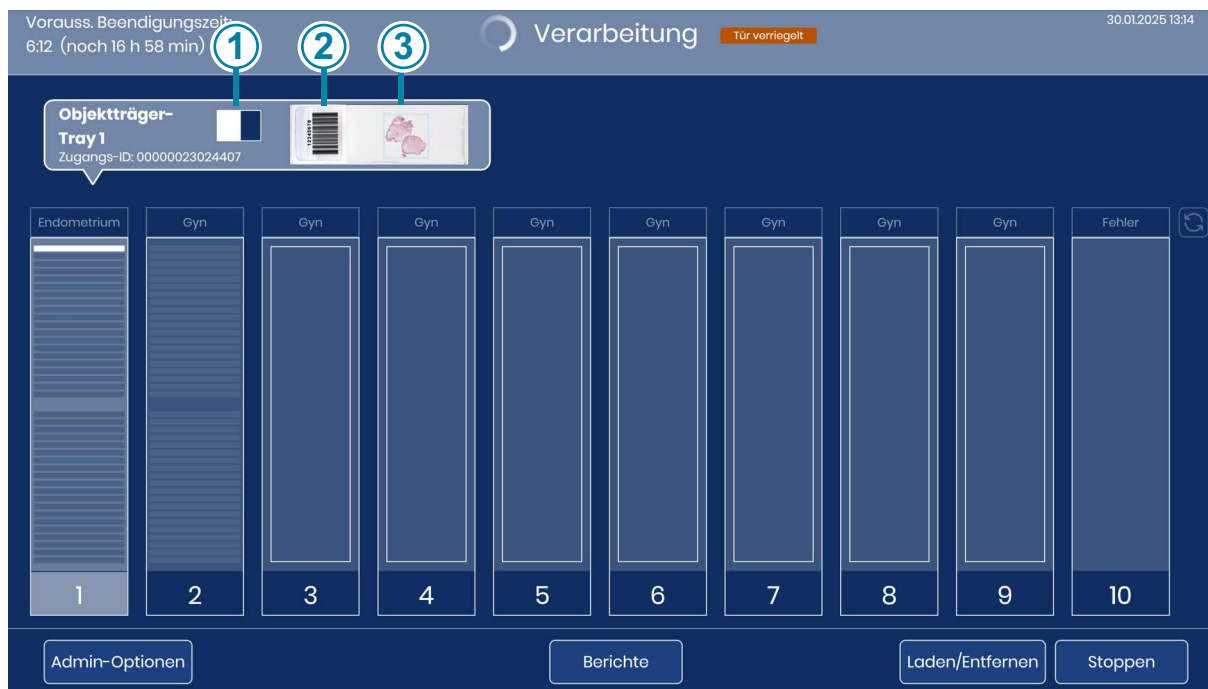 Vorauss. Beendigungszeit:
6:12 (noch 16 h 58 min)
1
2
3
Verarbeitung
Tür verriegelt
30.01.2025 13:14
Objektträger-
Tray 1
Zugangs-ID: 00000023024407
12345678
Endometrium
Gyn
Gyn
Gyn
Gyn
Gyn
Gyn
Gyn
Gyn
Fehler
1
2
3
4
5
6
7
8
9
10
Admin-Optionen
Berichte
Laden/Entfernen
Stoppen